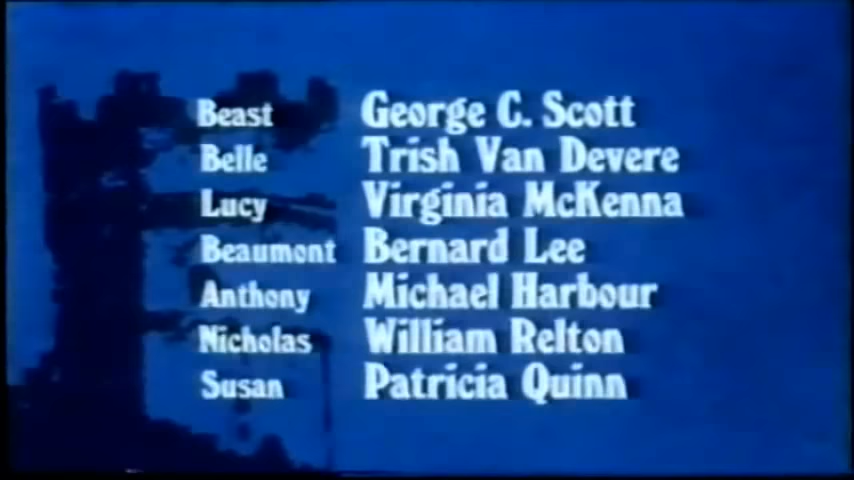 Beast George C. Scott
Belle Trish Van Devere
Lucy Virginia McKenna
Beaumont Bernard Lee
Anthony Michael Harbour
Nicholas William Relton
Susan Patricia Quinn